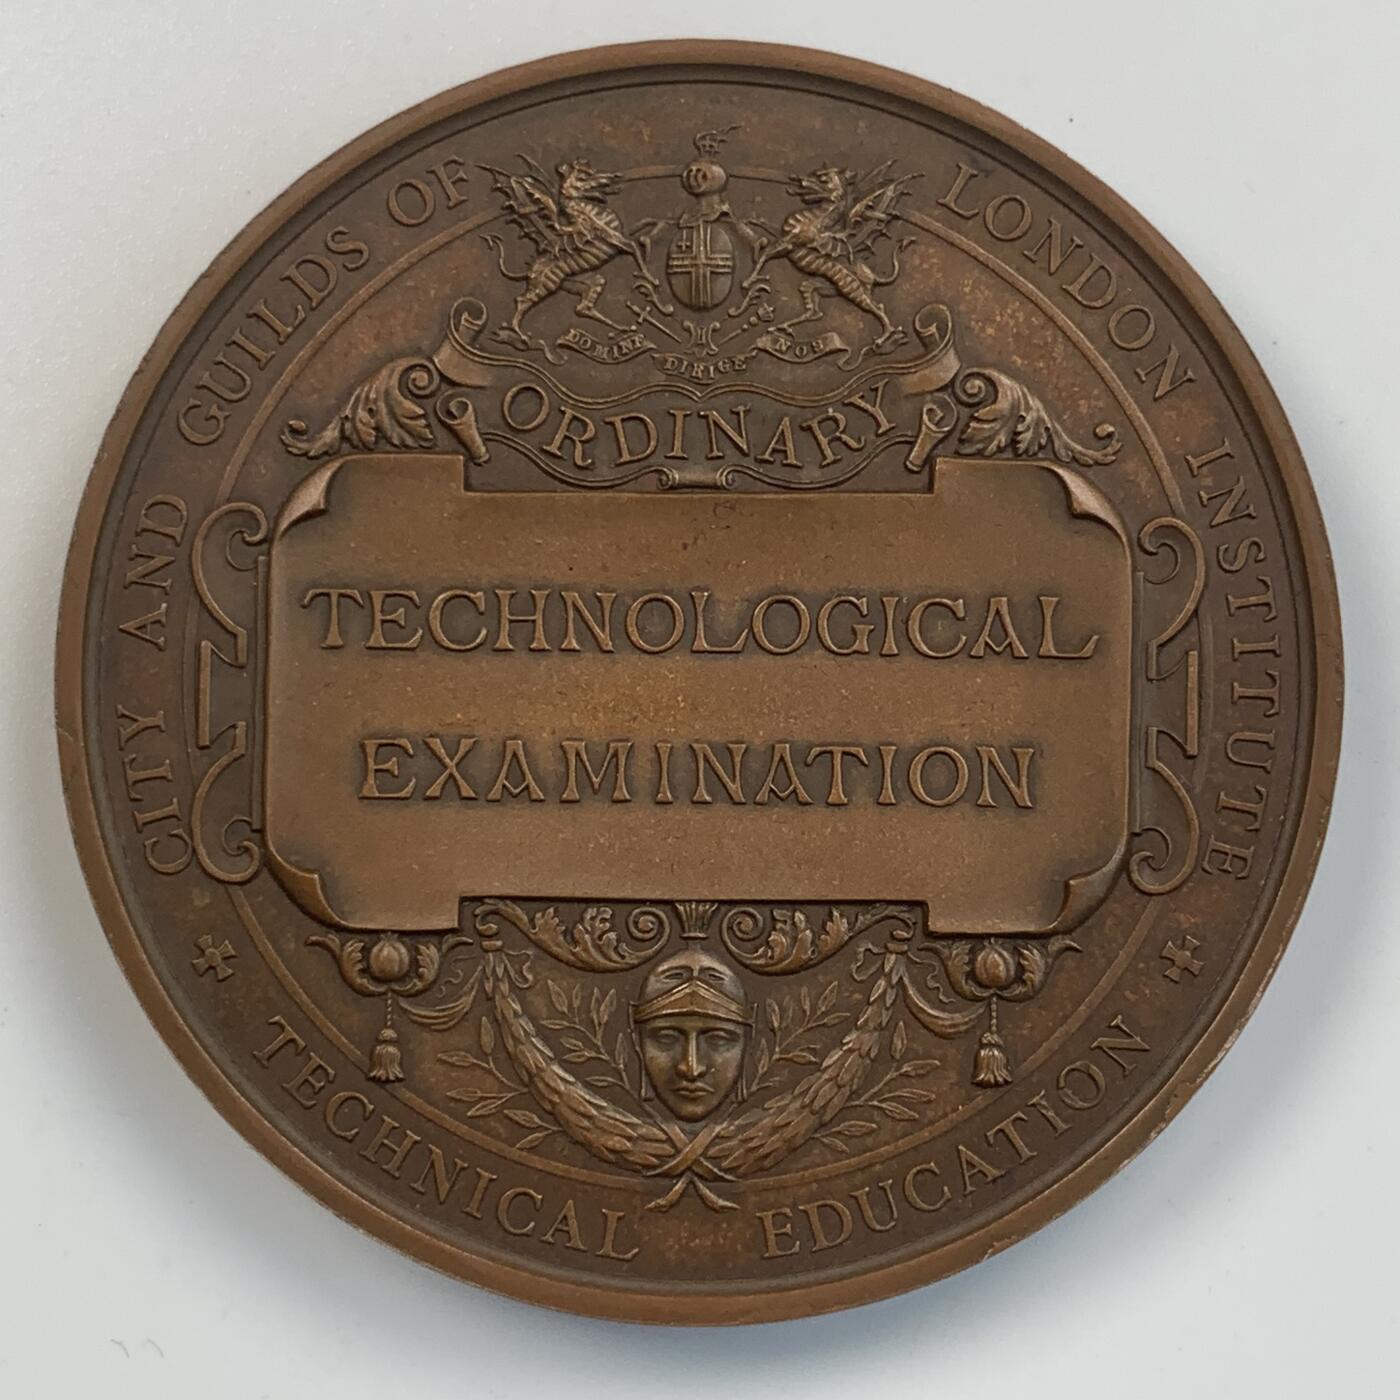 CITY AND GUILDS OF LONDON INSTITUTE
DOMINE DIRIGE NOS
ORDINARY
TECHNOLOGICAL
EXAMINATION
TECHNICAL EDUCATION